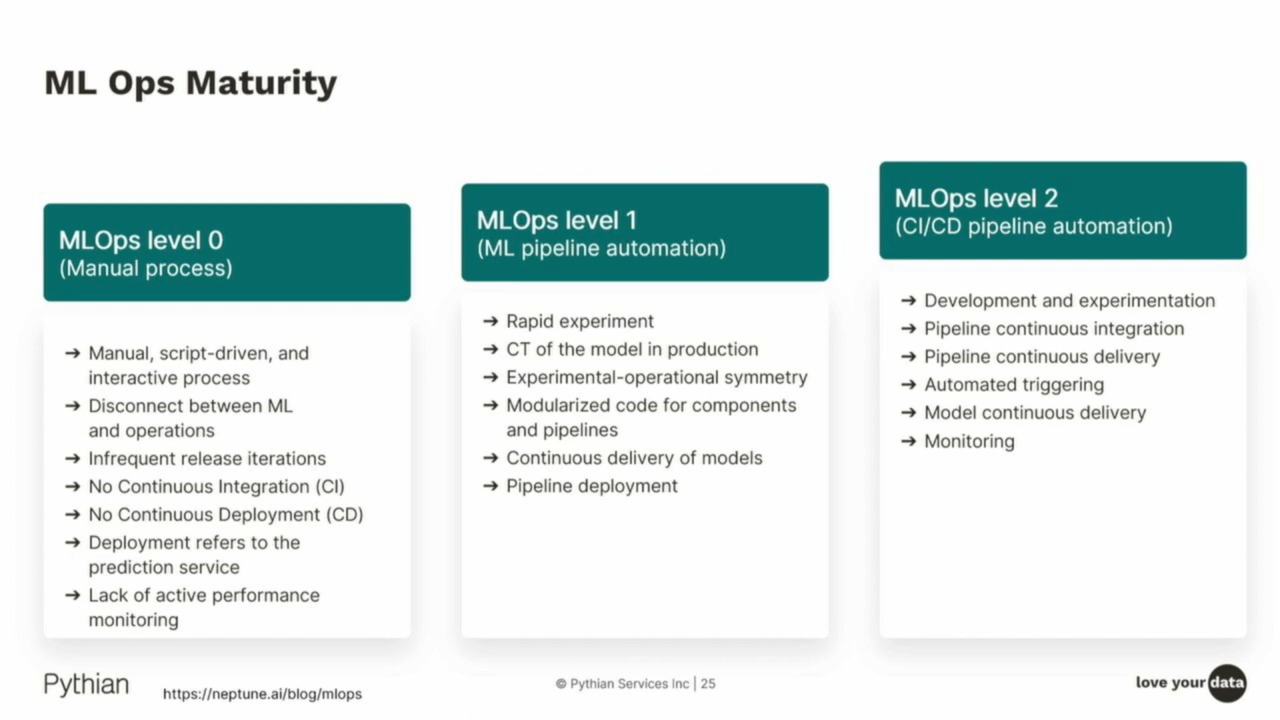 ML Ops Maturity
MLOps level 0
(Manual process)
➔ Manual, script-driven, and
interactive process
➔ Disconnect between ML
and operations
➔ Infrequent release iterations
➔ No Continuous Integration (CI)
➔ No Continuous Deployment (CD)
➔ Deployment refers to the
prediction service
➔ Lack of active performance
monitoring
MLOps level 1
(ML pipeline automation)
➔ Rapid experiment
➔ CT of the model in production
➔ Experimental-operational symmetry
➔ Modularized code for components
and pipelines
➔ Continuous delivery of models
➔ Pipeline deployment
MLOps level 2
(CI/CD pipeline automation)
➔ Development and experimentation
➔ Pipeline continuous integration
➔ Pipeline continuous delivery
➔ Automated triggering
➔ Model continuous delivery
➔ Monitoring
Pythian
https://neptune.ai/blog/mlops
© Pythian Services Inc | 25
love your data